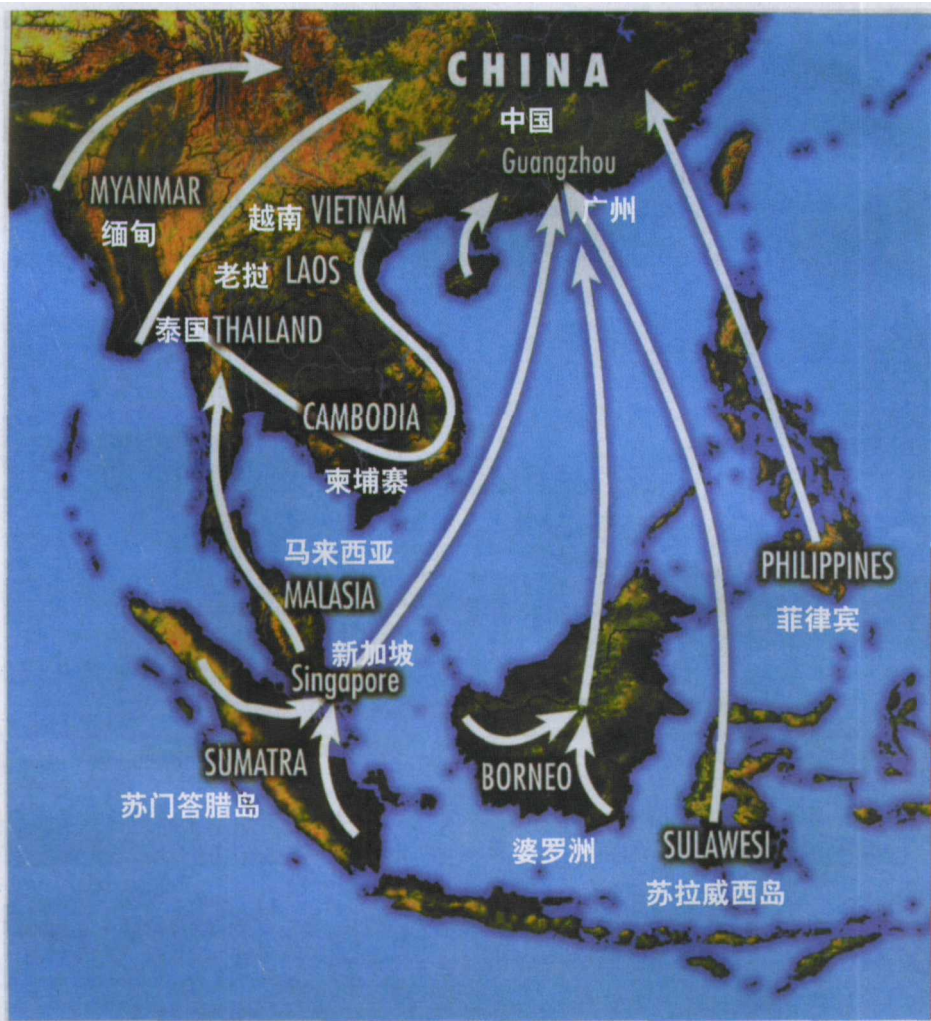 CHINA
中国
Guangzhou
广州
MYANMAR
缅甸
越南 VIETNAM
老挝 LAOS
泰国 THAILAND
CAMBODIA
柬埔寨
马来西亚
MALASIA
新加坡
Singapore
PHILIPPINES
菲律宾
SUMATRA
苏门答腊岛
BORNEO
婆罗洲
SULAWESI
苏拉威西岛